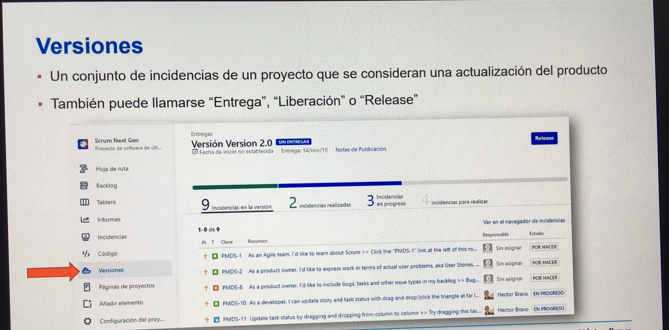 Versiones
Un conjunto de incidencias de un proyecto que se consideran una actualización del producto
También puede llamarse "Entrega", "Liberación" o "Release"
Scrum Next Gen
Proyecto de software de últi...
Hoja de ruta
Backlog
Tablero
Informes
Incidencias
Código
Versiones
Páginas de proyectos
Añadir elemento
Configuración del proy...
Entregas
Versión Version 2.0 SIN ENTREGAR
Release
Fecha de inicio no establecida Entrega: 14/nov/18 Notas de Publicación
9 Incidencias en la versión
2 incidencias realizadas
3 Incidencias en progreso
4 incidencias para realizar
1-9 de 9
Ver en el navegador de incidencias
Pr T Clave Resumen Responsable Estado
PMDS-1 As an Agile team, I'd like to learn about Scrum >> Click the "PMDS-1" link at the left of this ro... Sin asignar POR HACER
PMDS-2 As a product owner, I'd like to express work in terms of actual user problems, aka User Stories, ... Sin asignar POR HACER
PMDS-8 As a product owner, I'd like to include bugs, tasks and other issue types in my backlog >> Bug... Sin asignar POR HACER
PMDS-10 As a developer, I can update story and task status with drag and drop (click the triangle at far l... Hector Bravo EN PROGRESO
PMDS-11 Update task status by dragging and dropping from column to column >> Try dragging this tas... Hector Bravo EN PROGRESO